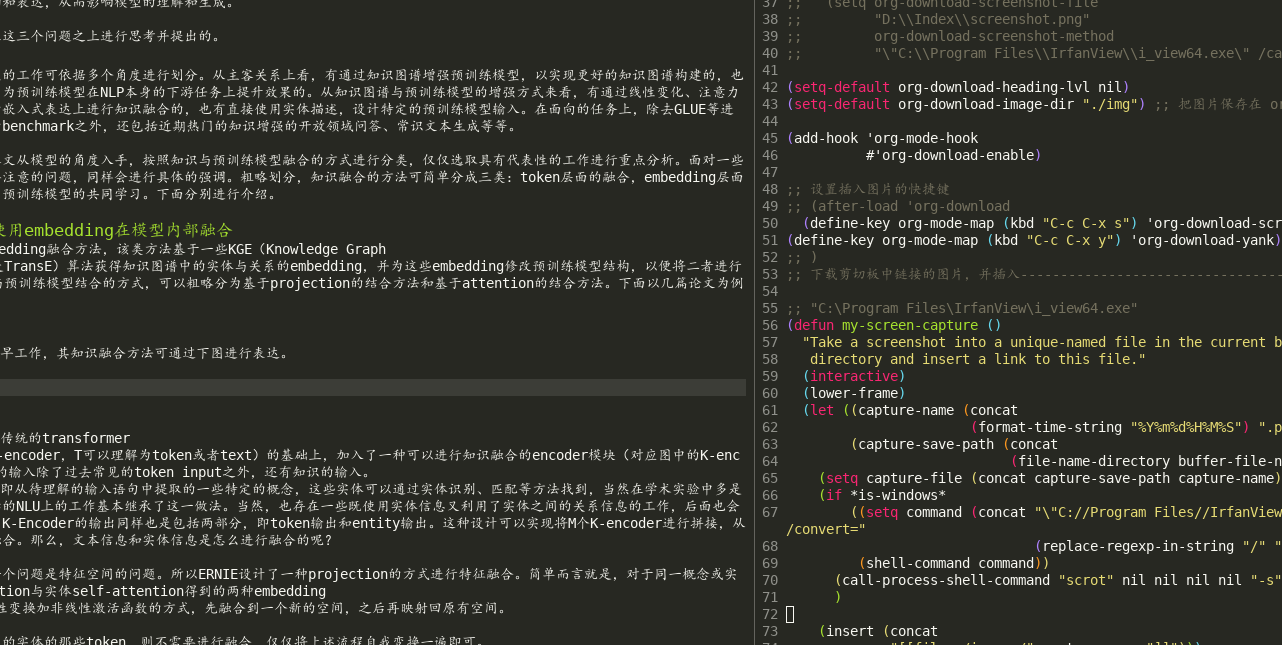 和表达，从而影响模型的理解和生成。
这三个问题之上进行思考并提出的。
的工作可依据多个角度进行划分。从主客关系上看，有通过知识图谱增强预训练模型，以实现更好的知识图谱构建的，也
为预训练模型在NLP本身的下游任务上提升效果的。从知识图谱与预训练模型的增强方式来看，有通过线性变化、注意力
嵌入式表达上进行知识融合的，也有直接使用实体描述，设计特定的预训练模型输入。在面向的任务上，除去GLUE等进
benchmark之外，还包括近期热门的知识增强的开放领域问答、常识文本生成等等。
文从模型的角度入手，按照知识与预训练模型融合的方式进行分类，仅仅选取具有代表性的工作进行重点分析。面对一些
注意的问题，同样会进行具体的强调。粗略划分，知识融合的方法可简单分成三类：token层面的融合，embedding层面
预训练模型的共同学习。下面分别进行介绍。
使用embedding在模型内部融合
edding融合方法，该类方法基于一些KGE（Knowledge Graph
TransE）算法获得知识图谱中的实体与关系的embedding，并为这些embedding修改预训练模型结构，以便将二者进行
预训练模型结合的方式，可以粗略分为基于projection的结合方法和基于attention的结合方法。下面以几篇论文为例
早工作，其知识融合方法可通过下图进行表达。
传统的transformer
-encoder，T可以理解为token或者text）的基础上，加入了一种可以进行知识融合的encoder模块（对应图中的K-enc
的输入除了过去常见的token input之外，还有知识的输入。
即从待理解的输入语句中提取的一些特定的概念，这些实体可以通过实体识别、匹配等方法找到，当然在学术实验中多是
的NLU上的工作基本继承了这一做法。当然，也存在一些既使用实体信息又利用了实体之间的关系信息的工作，后面也会
K-Encoder的输出同样也是包括两部分，即token输出和entity输出。这种设计可以实现将M个K-encoder进行拼接，从
合。那么，文本信息和实体信息是怎么进行融合的呢？
个问题是特征空间的问题。所以ERNIE设计了一种projection的方式进行特征融合。简单而言就是，对于同一概念或实
tion与实体self-attention得到的两种embedding
性变换加非线性激活函数的方式，先融合到一个新的空间，之后再映射回原有空间。
的实体的那些token，则不需要进行融合，仅仅将上述流程自我变换一遍即可。
37 ;;   (setq org-download-screenshot-file
38 ;;         "D:\\Index\\screenshot.png"
39 ;;         org-download-screenshot-method
40 ;;         "\"C:\\Program Files\\IrfanView\\i_view64.exe\" /ca
41
42 (setq-default org-download-heading-lvl nil)
43 (setq-default org-download-image-dir "./img") ;; 把图片保存在 o
44
45 (add-hook 'org-mode-hook
46           #'org-download-enable)
47
48 ;; 设置插入图片的快捷键
49 ;; (after-load 'org-download
50   (define-key org-mode-map (kbd "C-c C-x s") 'org-download-scr
51 (define-key org-mode-map (kbd "C-c C-x y") 'org-download-yank)
52 ;; )
53 ;; 下载剪切板中链接的图片，并插入---------------------------------
54
55 ;; "C:\Program Files\IrfanView\i_view64.exe"
56 (defun my-screen-capture ()
57   "Take a screenshot into a unique-named file in the current b
58    directory and insert a link to this file."
59   (interactive)
60   (lower-frame)
61   (let ((capture-name (concat
62                        (format-time-string "%Y%m%d%H%M%S") ".p
63         (capture-save-path (concat
64                             (file-name-directory buffer-file-n
65     (setq capture-file (concat capture-save-path capture-name)
66     (if *is-windows*
67         ((setq command (concat "\"C://Program Files//IrfanView
/convert="
68                                (replace-regexp-in-string "/" "
69          (shell-command command))
70       (call-process-shell-command "scrot" nil nil nil nil "-s"
71       )
72
73     (insert (concat